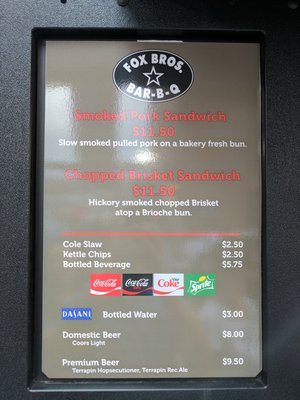 FOX BROS.
BAR-B-Q
Smoked Pork Sandwich
$11.50
Slow smoked pulled pork on a bakery fresh bun.
Chopped Brisket Sandwich
$11.50
Hickory smoked chopped Brisket
atop a Brioche bun.
Cole Slaw $2.50
Kettle Chips $2.50
Bottled Beverage $5.75
Coca-Cola Coca-Cola Diet Coke Sprite
DASANI Bottled Water $3.00
Domestic Beer $8.00
Coors Light
Premium Beer $9.50
Terrapin Hopsecutioner, Terrapin Rec Ale